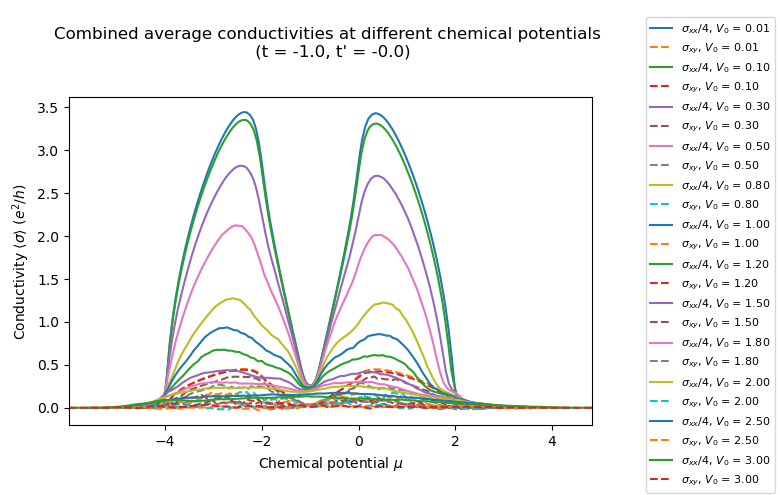 Combined average conductivities at different chemical potentials
(t = -1.0, t' = -0.0)
3.5
3.0
2.5
2.0
1.5
1.0
0.5
0.0
Conductivity ⟨σ⟩ (e²/h)
−4
−2
0
2
4
Chemical potential μ
σxx/4, V₀ = 0.01
σxy, V₀ = 0.01
σxx/4, V₀ = 0.10
σxy, V₀ = 0.10
σxx/4, V₀ = 0.30
σxy, V₀ = 0.30
σxx/4, V₀ = 0.50
σxy, V₀ = 0.50
σxx/4, V₀ = 0.80
σxy, V₀ = 0.80
σxx/4, V₀ = 1.00
σxy, V₀ = 1.00
σxx/4, V₀ = 1.20
σxy, V₀ = 1.20
σxx/4, V₀ = 1.50
σxy, V₀ = 1.50
σxx/4, V₀ = 1.80
σxy, V₀ = 1.80
σxx/4, V₀ = 2.00
σxy, V₀ = 2.00
σxx/4, V₀ = 2.50
σxy, V₀ = 2.50
σxx/4, V₀ = 3.00
σxy, V₀ = 3.00